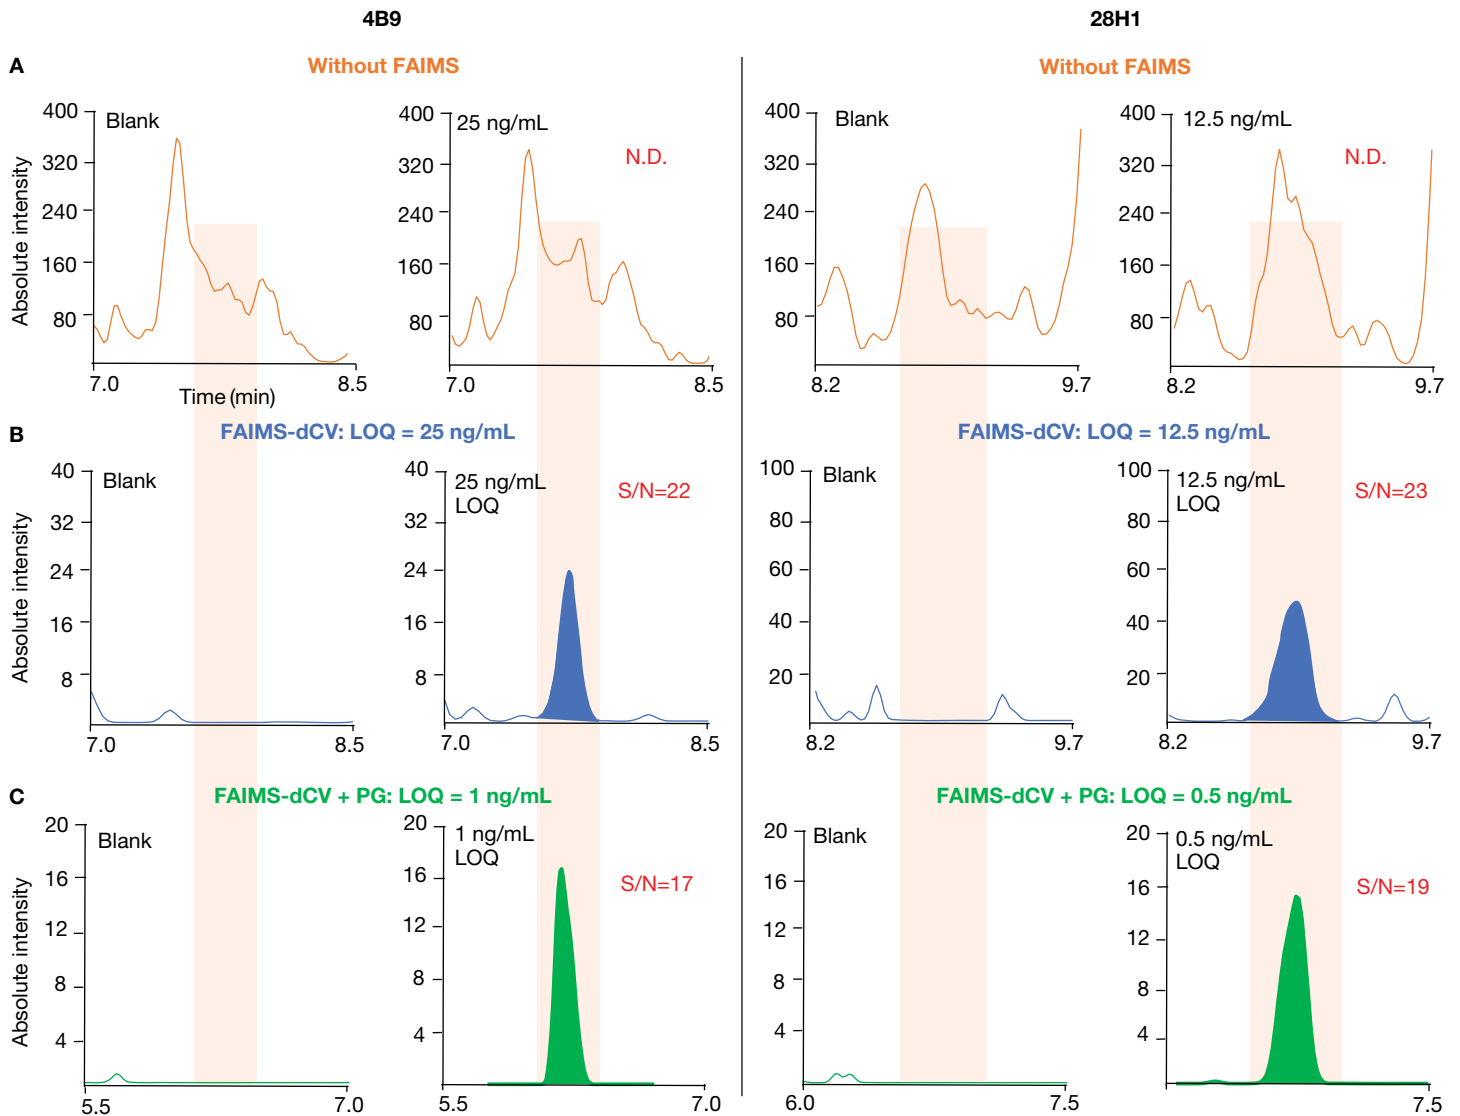 4B9
28H1
A
Without FAIMS
Without FAIMS
Absolute intensity
400
320
240
160
80
Blank
7.0
8.5
Time (min)
400
320
240
160
80
25 ng/mL
N.D.
7.0
8.5
400
320
240
160
80
Blank
8.2
9.7
400
320
240
160
80
12.5 ng/mL
N.D.
8.2
9.7
B
FAIMS-dCV: LOQ = 25 ng/mL
FAIMS-dCV: LOQ = 12.5 ng/mL
Absolute intensity
40
32
24
16
8
Blank
7.0
8.5
40
32
24
16
8
25 ng/mL
LOQ
S/N=22
7.0
8.5
100
80
60
40
20
Blank
8.2
9.7
100
80
60
40
20
12.5 ng/mL
LOQ
S/N=23
8.2
9.7
C
FAIMS-dCV + PG: LOQ = 1 ng/mL
FAIMS-dCV + PG: LOQ = 0.5 ng/mL
Absolute intensity
20
16
12
8
4
Blank
5.5
7.0
20
16
12
8
4
1 ng/mL
LOQ
S/N=17
5.5
7.0
20
16
12
8
4
Blank
6.0
7.5
20
16
12
8
4
0.5 ng/mL
LOQ
S/N=19
7.5